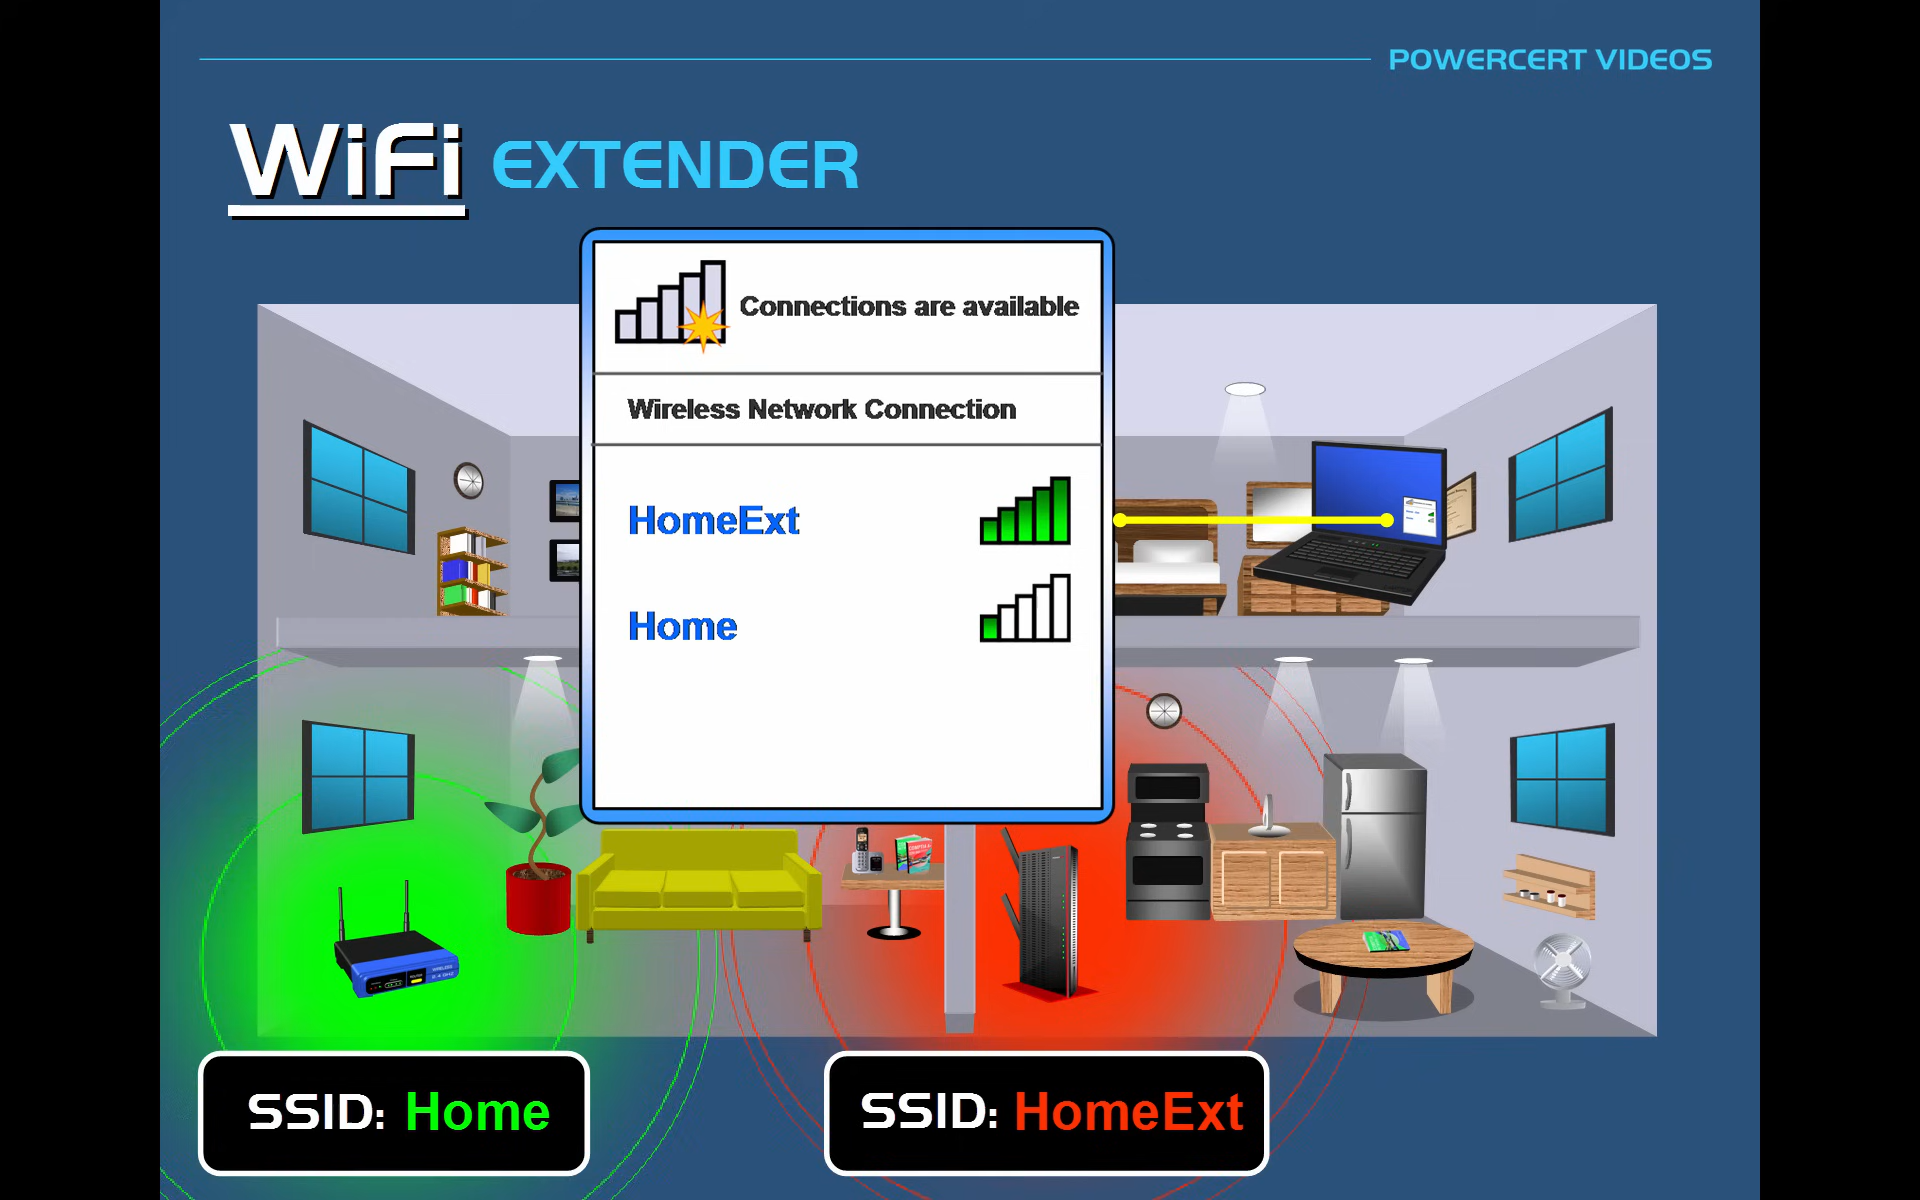 POWERCERT VIDEOS
WiFi EXTENDER
Connections are available
Wireless Network Connection
HomeExt
Home
SSID: Home
SSID: HomeExt